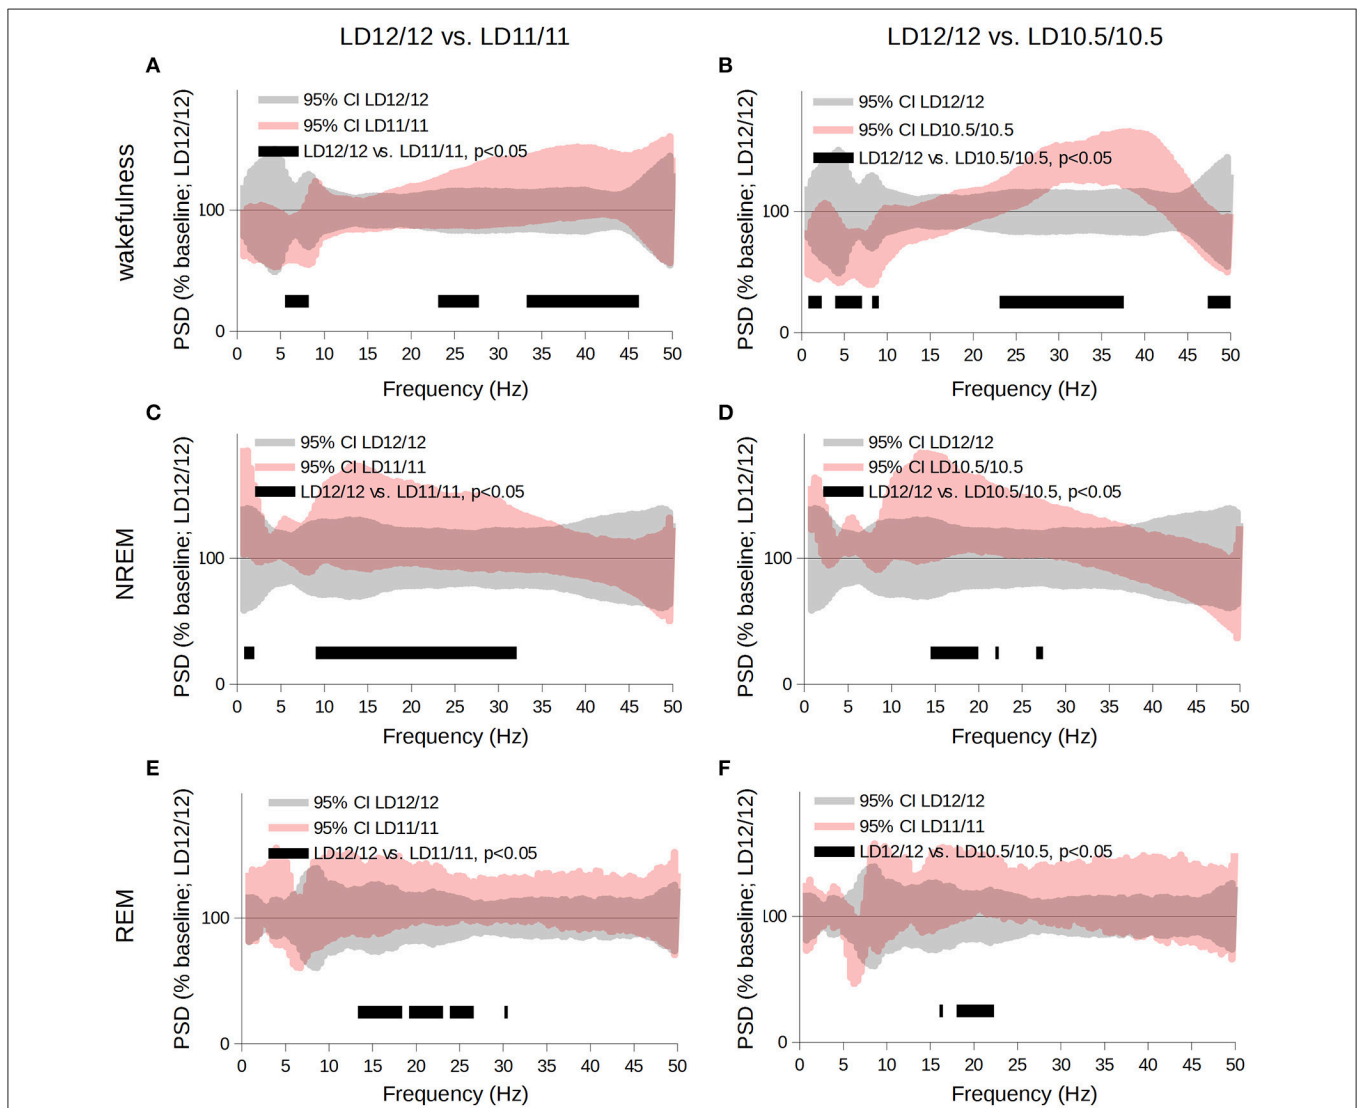 LD12/12 vs. LD11/11
LD12/12 vs. LD10.5/10.5
A
wakefulness
PSD (% baseline; LD12/12)
95% CI LD12/12
95% CI LD11/11
LD12/12 vs. LD11/11, p<0.05
100
0
0 5 10 15 20 25 30 35 40 45 50
Frequency (Hz)
B
PSD (% baseline; LD12/12)
95% CI LD12/12
95% CI LD10.5/10.5
LD12/12 vs. LD10.5/10.5, p<0.05
100
0
0 5 10 15 20 25 30 35 40 45 50
Frequency (Hz)
C
NREM
PSD (% baseline; LD12/12)
95% CI LD12/12
95% CI LD11/11
LD12/12 vs. LD11/11, p<0.05
100
0
0 5 10 15 20 25 30 35 40 45 50
Frequency (Hz)
D
PSD (% baseline; LD12/12)
95% CI LD12/12
95% CI LD10.5/10.5
LD12/12 vs. LD10.5/10.5, p<0.05
100
0
0 5 10 15 20 25 30 35 40 45 50
Frequency (Hz)
E
REM
PSD (% baseline; LD12/12)
95% CI LD12/12
95% CI LD11/11
LD12/12 vs. LD11/11, p<0.05
100
0
0 5 10 15 20 25 30 35 40 45 50
Frequency (Hz)
F
PSD (% baseline; LD12/12)
95% CI LD12/12
95% CI LD11/11
LD12/12 vs. LD10.5/10.5, p<0.05
100
0
0 5 10 15 20 25 30 35 40 45 50
Frequency (Hz)